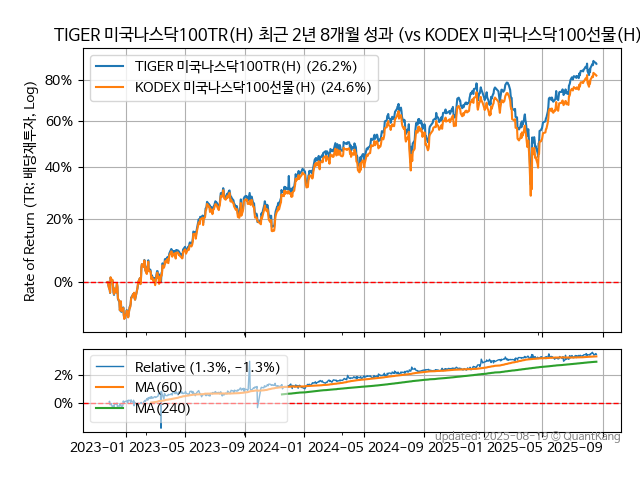 TIGER 미국나스닥100TR(H) 최근 2년 8개월 성과 (vs KODEX 미국나스닥100선물(H)
TIGER 미국나스닥100TR(H) (26.2%)
KODEX 미국나스닥100선물(H) (24.6%)
Rate of Return (TR: 배당재투자, Log)
80%
60%
40%
20%
0%
Relative (1.3%, -1.3%)
MA(60)
MA(240)
2%
0%
updated: 2025-08-19 © QuantKang
2023-01 2023-05 2023-09 2024-01 2024-05 2024-09 2025-01 2025-05 2025-09